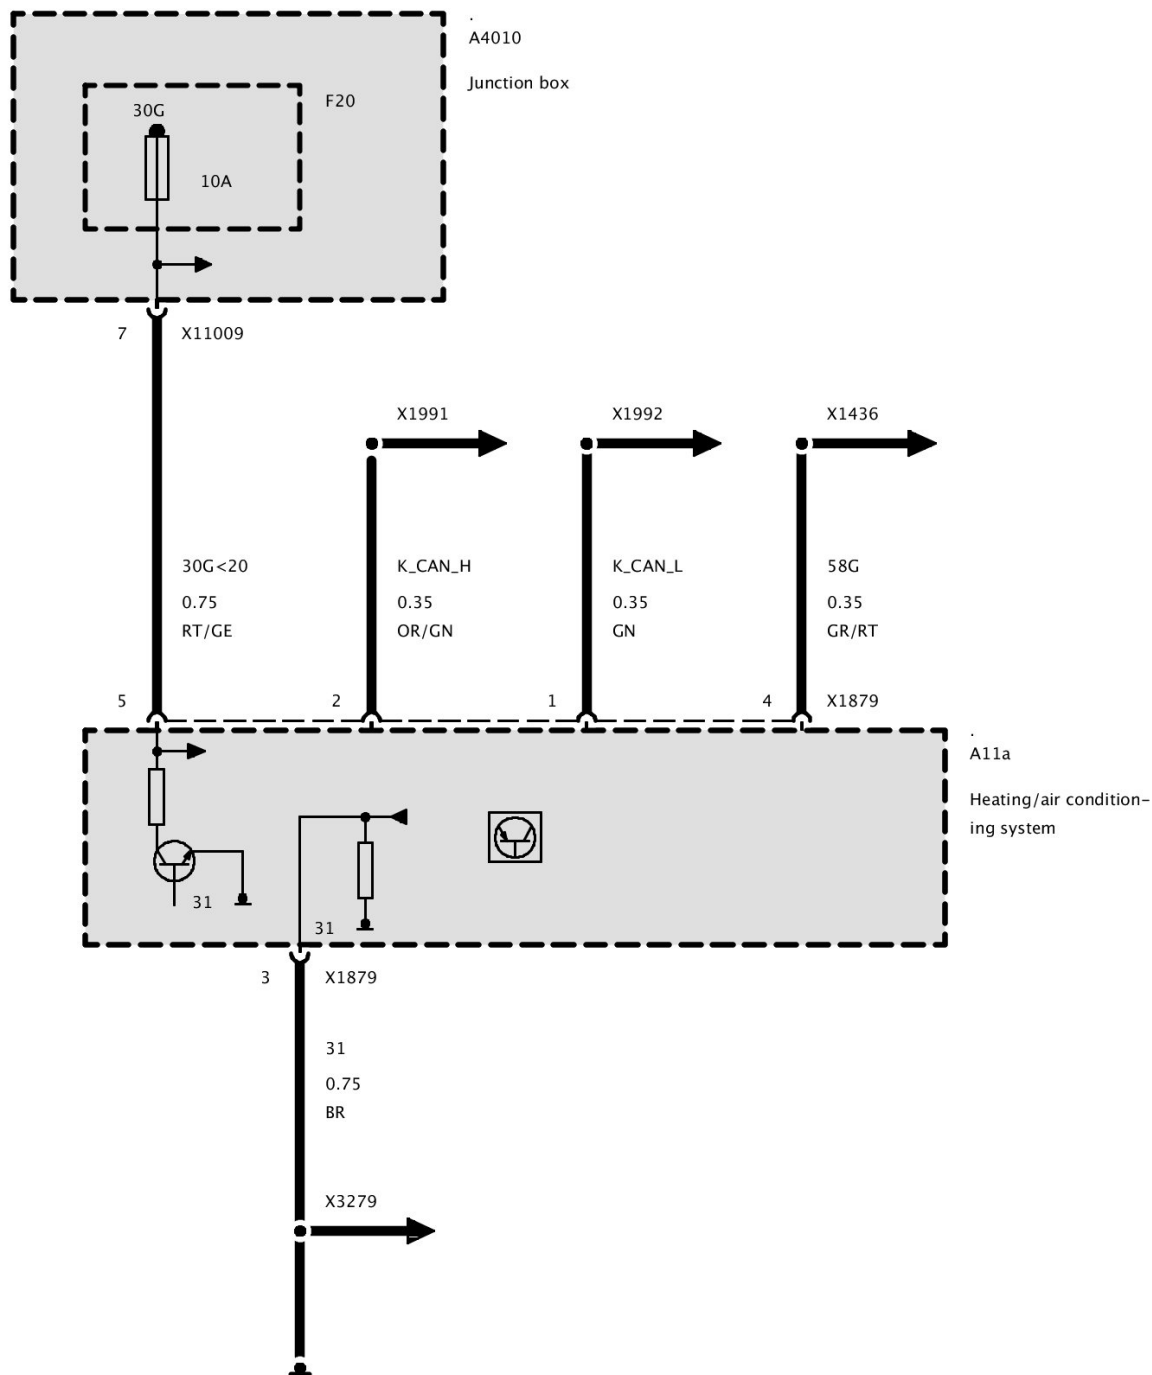 .
A4010
Junction box
F20
30G
10A
7
X11009
X1991
X1992
X1436
30G<20
0.75
RT/GE
K_CAN_H
0.35
OR/GN
K_CAN_L
0.35
GN
58G
0.35
GR/RT
5
2
1
4
X1879
.
A11a
Heating/air condition-
ing system
31
31
3
X1879
31
0.75
BR
X3279